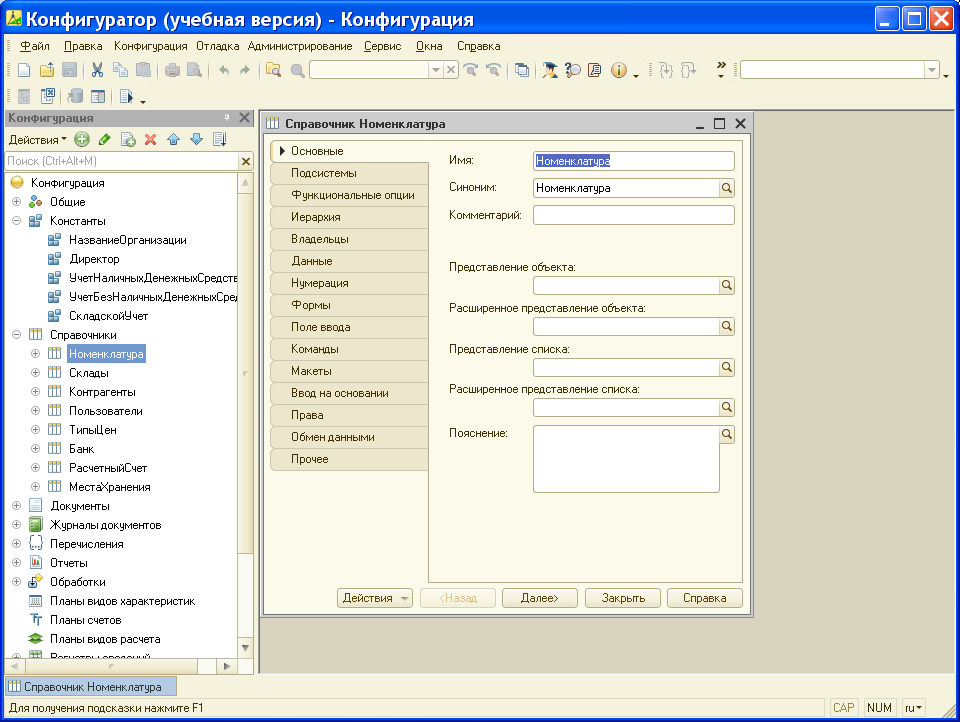 Конфигуратор (учебная версия) - Конфигурация
Файл Правка Конфигурация Отладка Администрирование Сервис Окна Справка
Конфигурация
Действия
Поиск (Ctrl+Alt+M)
Конфигурация
Общие
Константы
НазваниеОрганизации
Директор
УчетНаличныхДенежныхСредств
УчетБезНаличныхДенежныхСред
СкладскойУчет
Справочники
Номенклатура
Склады
Контрагенты
Пользователи
ТипыЦен
Банк
РасчетныйСчет
МестаХранения
Документы
Журналы документов
Перечисления
Отчеты
Обработки
Планы видов характеристик
Планы счетов
Планы видов расчета
Регистры сведений
Справочник Номенклатура
Основные
Подсистемы
Функциональные опции
Иерархия
Владельцы
Данные
Нумерация
Формы
Поле ввода
Команды
Макеты
Ввод на основании
Права
Обмен данными
Прочее
Имя: Номенклатура
Синоним: Номенклатура
Комментарий:
Представление объекта:
Расширенное представление объекта:
Представление списка:
Расширенное представление списка:
Пояснение:
Действия <Назад Далее> Закрыть Справка
Справочник Номенклатура
Для получения подсказки нажмите F1 CAP NUM ru